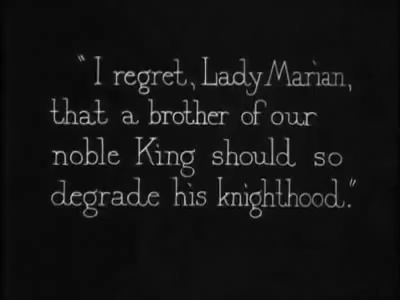 "I regret, Lady Marian,
that a brother of our
noble King should so
degrade his knighthood."